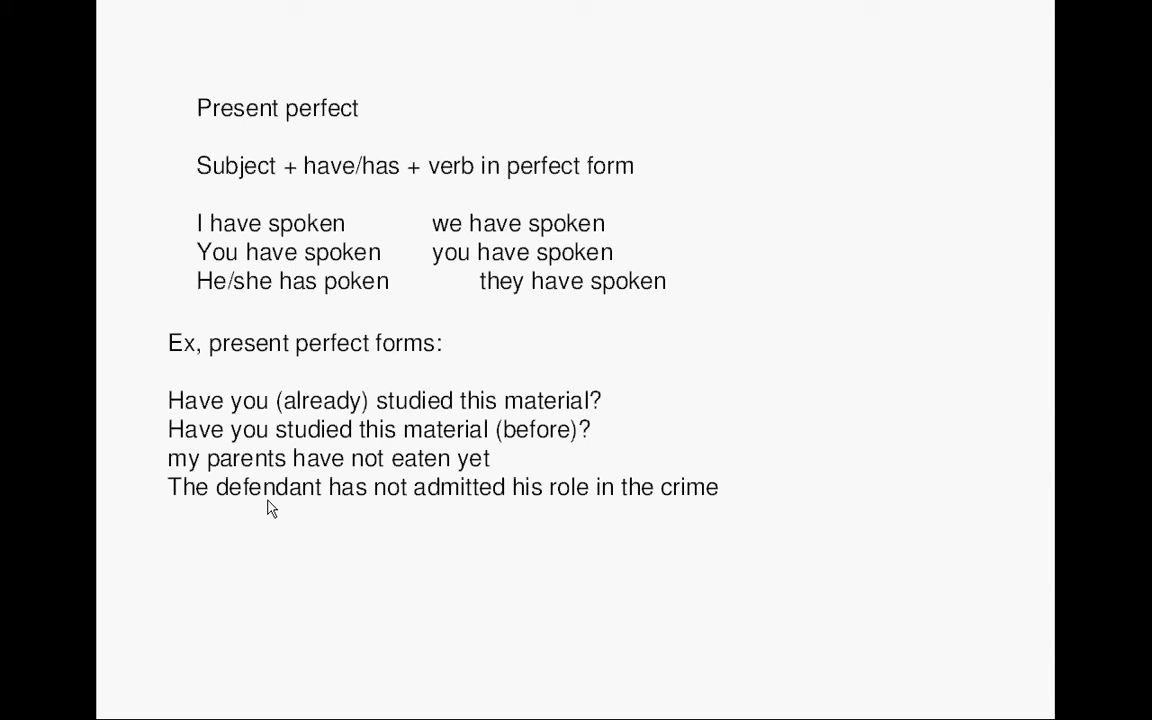 Present perfect
Subject + have/has + verb in perfect form
I have spoken we have spoken
You have spoken you have spoken
He/she has poken they have spoken
Ex, present perfect forms:
Have you (already) studied this material?
Have you studied this material (before)?
my parents have not eaten yet
The defendant has not admitted his role in the crime